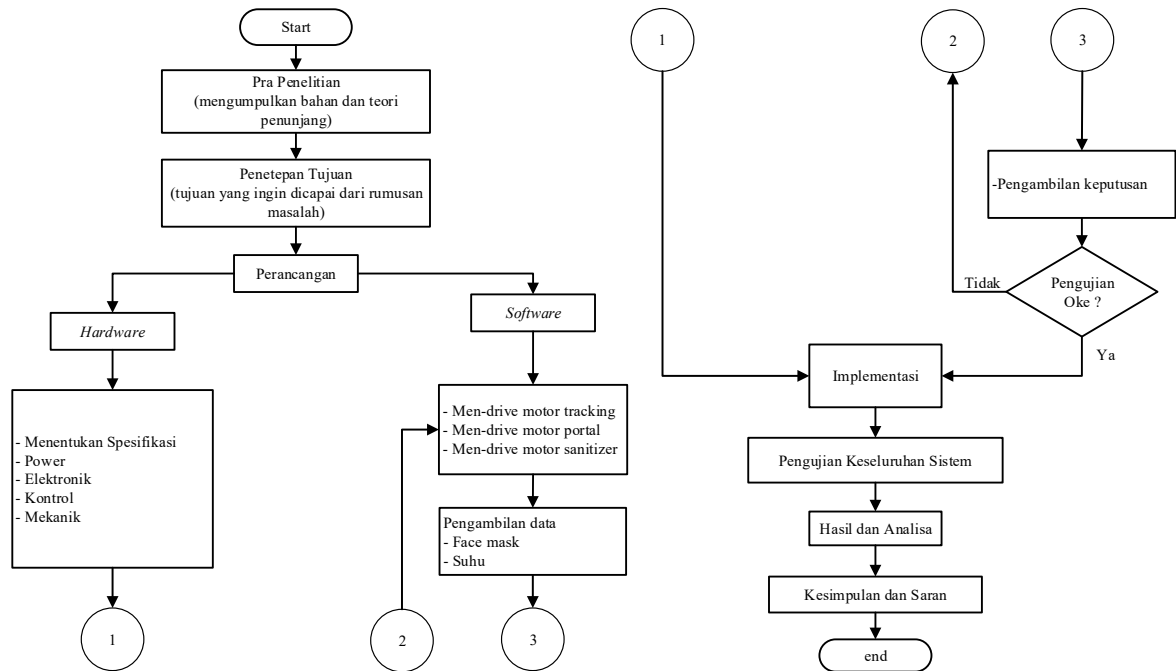 Start
Pra Penelitian
(mengumpulkan bahan dan teori
penunjang)
Penetepan Tujuan
(tujuan yang ingin dicapai dari rumusan
masalah)
Perancangan
Hardware
Software
- Menentukan Spesifikasi
- Power
- Elektronik
- Kontrol
- Mekanik
- Men-drive motor tracking
- Men-drive motor portal
- Men-drive motor sanitizer
Pengambilan data
- Face mask
- Suhu
1
2
3
1
2
3
-Pengambilan keputusan
Tidak
Pengujian
Oke ?
Ya
Implementasi
Pengujian Keseluruhan Sistem
Hasil dan Analisa
Kesimpulan dan Saran
end